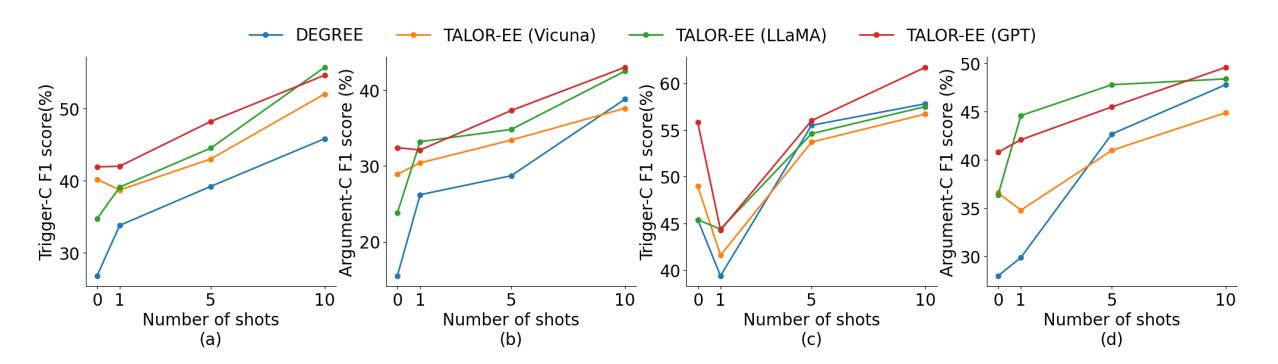 DEGREE TALOR-EE (Vicuna) TALOR-EE (LLaMA) TALOR-EE (GPT)
Trigger-C F1 score(%)
50
40
30
0 1 5 10
Number of shots
(a)
Argument-C F1 score (%)
40
30
20
0 1 5 10
Number of shots
(b)
Trigger-C F1 score(%)
60
55
50
45
40
0 1 5 10
Number of shots
(c)
Argument-C F1 score (%)
50
45
40
35
30
0 1 5 10
Number of shots
(d)